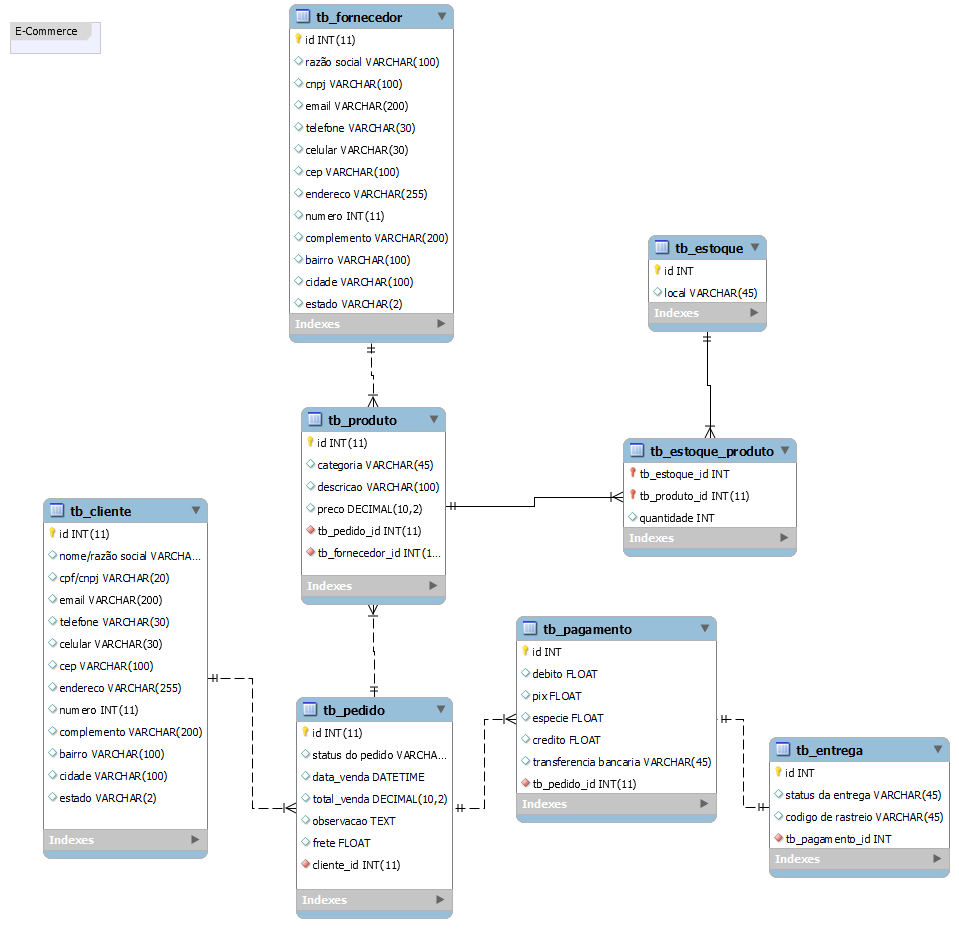 E-Commerce
tb_fornecedor
id INT(11)
razão social VARCHAR(100)
cnpj VARCHAR(100)
email VARCHAR(200)
telefone VARCHAR(30)
celular VARCHAR(30)
cep VARCHAR(100)
endereco VARCHAR(255)
numero INT(11)
complemento VARCHAR(200)
bairro VARCHAR(100)
cidade VARCHAR(100)
estado VARCHAR(2)
Indexes
tb_estoque
id INT
local VARCHAR(45)
Indexes
tb_produto
id INT(11)
categoria VARCHAR(45)
descricao VARCHAR(100)
preco DECIMAL(10,2)
tb_pedido_id INT(11)
tb_fornecedor_id INT(1...
Indexes
tb_estoque_produto
tb_estoque_id INT
tb_produto_id INT(11)
quantidade INT
Indexes
tb_cliente
id INT(11)
nome/razão social VARCHA...
cpf/cnpj VARCHAR(20)
email VARCHAR(200)
telefone VARCHAR(30)
celular VARCHAR(30)
cep VARCHAR(100)
endereco VARCHAR(255)
numero INT(11)
complemento VARCHAR(200)
bairro VARCHAR(100)
cidade VARCHAR(100)
estado VARCHAR(2)
Indexes
tb_pedido
id INT(11)
status do pedido VARCHA...
data_venda DATETIME
total_venda DECIMAL(10,2)
observacao TEXT
frete FLOAT
cliente_id INT(11)
Indexes
tb_pagamento
id INT
debito FLOAT
pix FLOAT
especie FLOAT
credito FLOAT
transferencia bancaria VARCHAR(45)
tb_pedido_id INT(11)
Indexes
tb_entrega
id INT
status da entrega VARCHAR(45)
codigo de rastreio VARCHAR(45)
tb_pagamento_id INT
Indexes